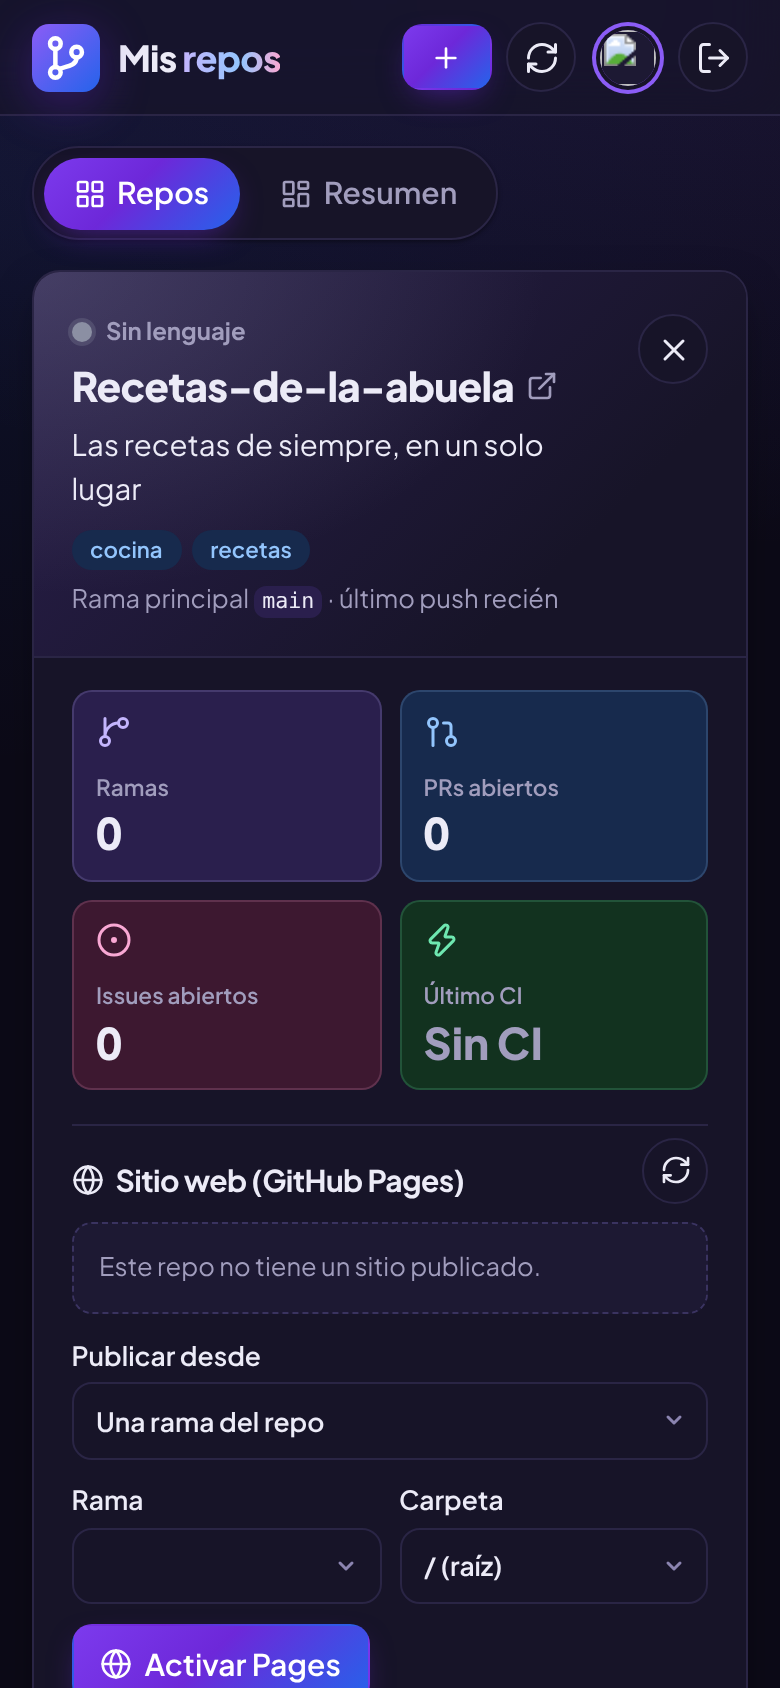 Mis repos
Repos
Resumen
Sin lenguaje
Recetas-de-la-abuela
Las recetas de siempre, en un solo
lugar
cocina recetas
Rama principal main · último push recién
Ramas
0
PRs abiertos
0
Issues abiertos
0
Último CI
Sin CI
Sitio web (GitHub Pages)
Este repo no tiene un sitio publicado.
Publicar desde
Una rama del repo
Rama
Carpeta
/ (raíz)
Activar Pages